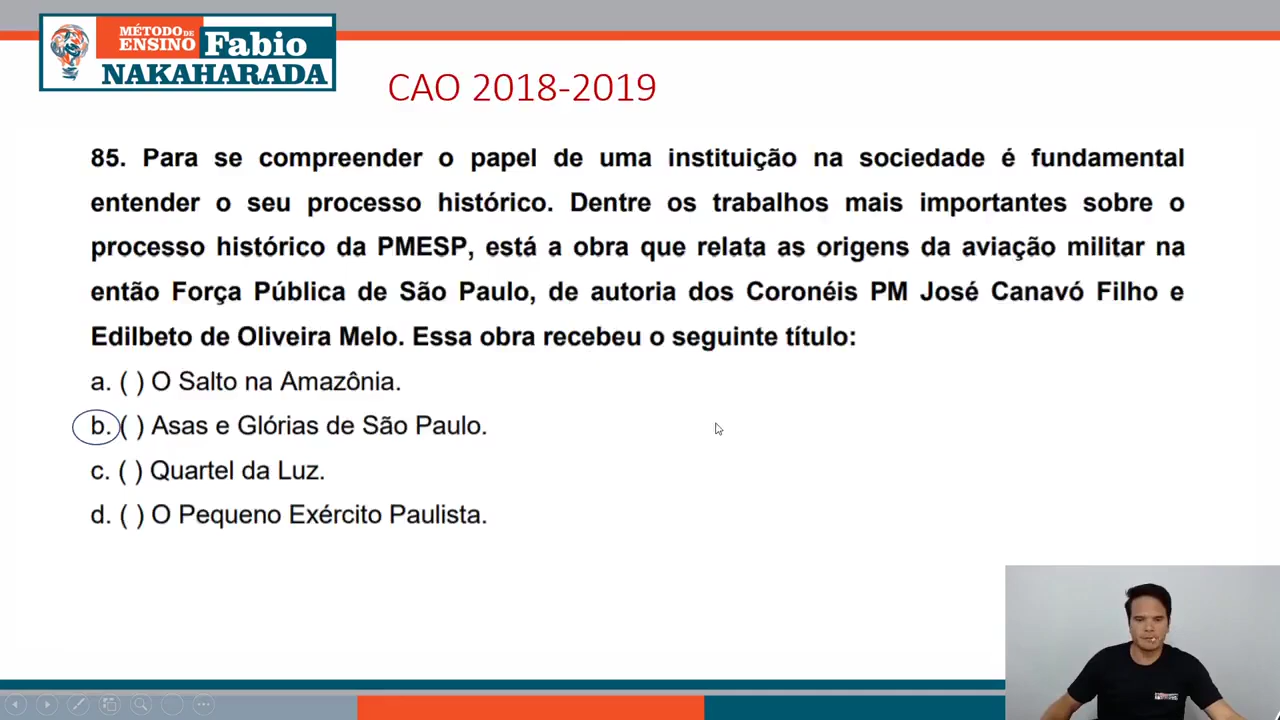 MÉTODO DE
ENSINO Fabio
NAKAHARADA
CAO 2018-2019
85. Para se compreender o papel de uma instituição na sociedade é fundamental
entender o seu processo histórico. Dentre os trabalhos mais importantes sobre o
processo histórico da PMESP, está a obra que relata as origens da aviação militar na
então Força Pública de São Paulo, de autoria dos Coronéis PM José Canavó Filho e
Edilbeto de Oliveira Melo. Essa obra recebeu o seguinte título:
a. ( ) O Salto na Amazônia.
b. ( ) Asas e Glórias de São Paulo.
c. ( ) Quartel da Luz.
d. ( ) O Pequeno Exército Paulista.